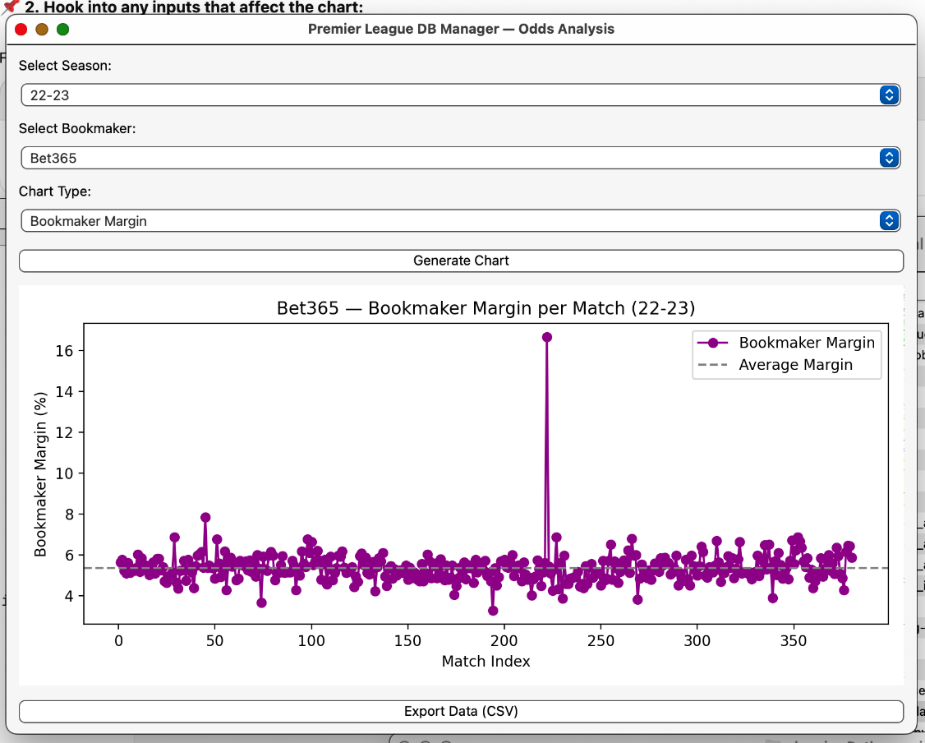 📌 2. Hook into any inputs that affect the chart:
Premier League DB Manager — Odds Analysis
Select Season:
22-23
Select Bookmaker:
Bet365
Chart Type:
Bookmaker Margin
Generate Chart
Bet365 — Bookmaker Margin per Match (22-23)
Bookmaker Margin
Average Margin
Bookmaker Margin (%)
16
14
12
10
8
6
4
0
50
100
150
200
250
300
350
Match Index
Export Data (CSV)